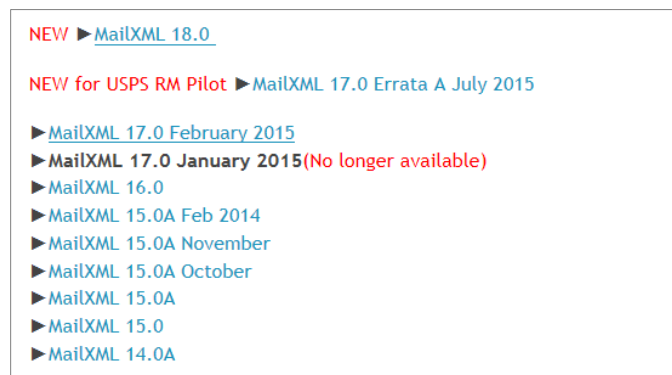 NEW ►MailXML 18.0
NEW for USPS RM Pilot ►MailXML 17.0 Errata A July 2015
►MailXML 17.0 February 2015
►MailXML 17.0 January 2015(No longer available)
►MailXML 16.0
►MailXML 15.0A Feb 2014
►MailXML 15.0A November
►MailXML 15.0A October
►MailXML 15.0A
►MailXML 15.0
►MailXML 14.0A